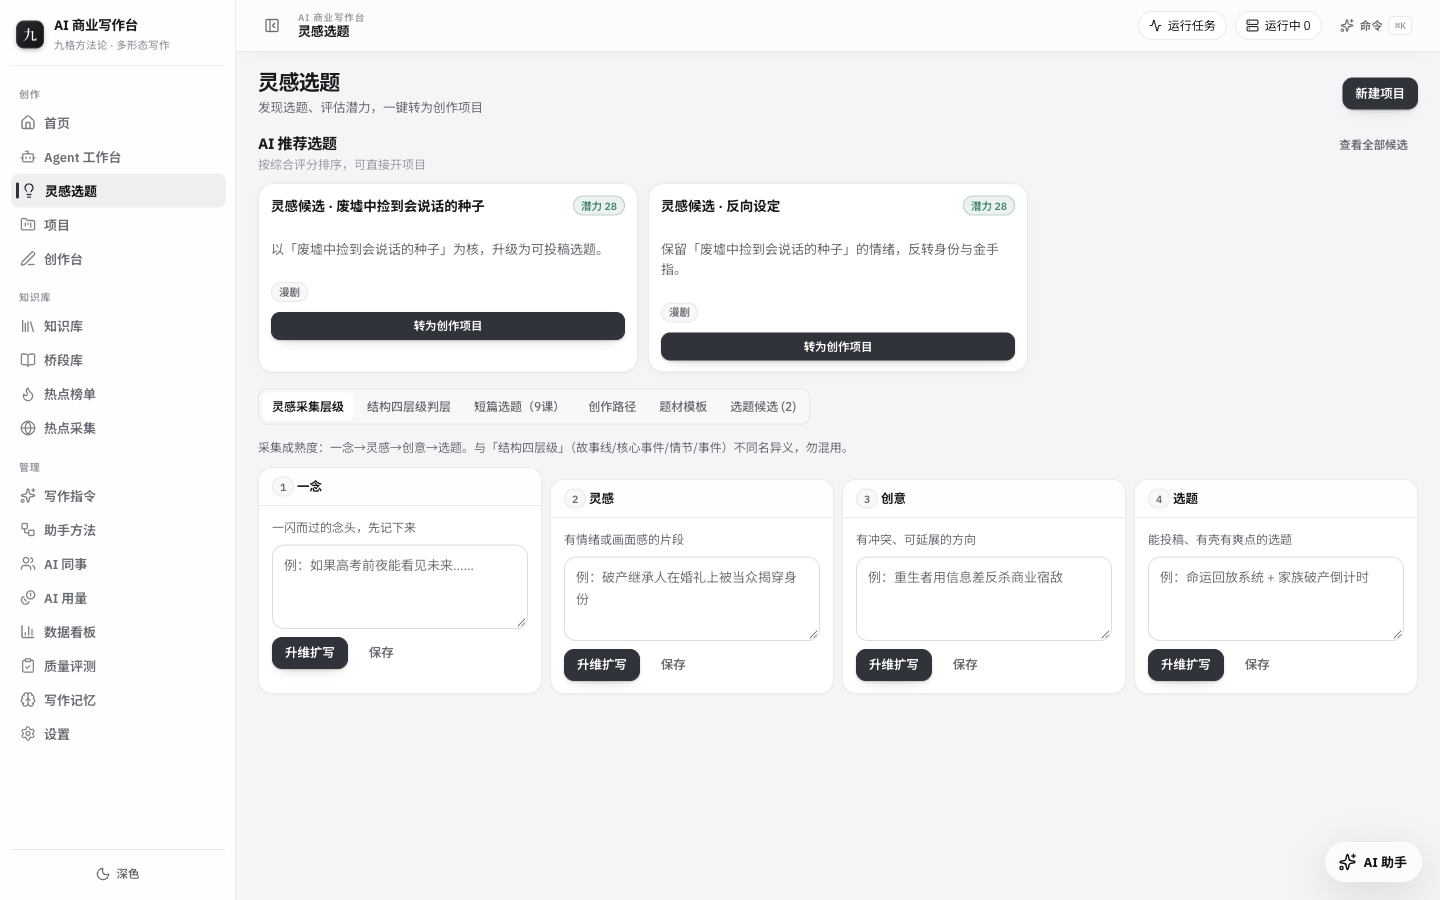 九
AI 商业写作台
九格方法论 · 多形态写作
创作
首页
Agent 工作台
灵感选题
项目
创作台
知识库
知识库
桥段库
热点榜单
热点采集
管理
写作指令
助手方法
AI 同事
AI 用量
数据看板
质量评测
写作记忆
设置
深色
AI 商业写作台
灵感选题
运行任务
运行中 0
命令 ⌘K
灵感选题
发现选题、评估潜力，一键转为创作项目
新建项目
AI 推荐选题
按综合评分排序，可直接开项目
查看全部候选
灵感候选 · 废墟中捡到会说话的种子
潜力 28
以「废墟中捡到会说话的种子」为核，升级为可投稿选题。
漫剧
转为创作项目
灵感候选 · 反向设定
潜力 28
保留「废墟中捡到会说话的种子」的情绪，反转身份与金手
指。
漫剧
转为创作项目
灵感采集层级
结构四层级判层
短篇选题（9课）
创作路径
题材模板
选题候选 (2)
采集成熟度：一念→灵感→创意→选题。与「结构四层级」（故事线/核心事件/情节/事件）不同名异义，勿混用。
1 一念
一闪而过的念头，先记下来
例：如果高考前夜能看见未来……
升维扩写
保存
2 灵感
有情绪或画面感的片段
例：破产继承人在婚礼上被当众揭穿身
份
升维扩写
保存
3 创意
有冲突、可延展的方向
例：重生者用信息差反杀商业宿敌
升维扩写
保存
4 选题
能投稿、有壳有爽点的选题
例：命运回放系统 + 家族破产倒计时
升维扩写
保存
AI 助手